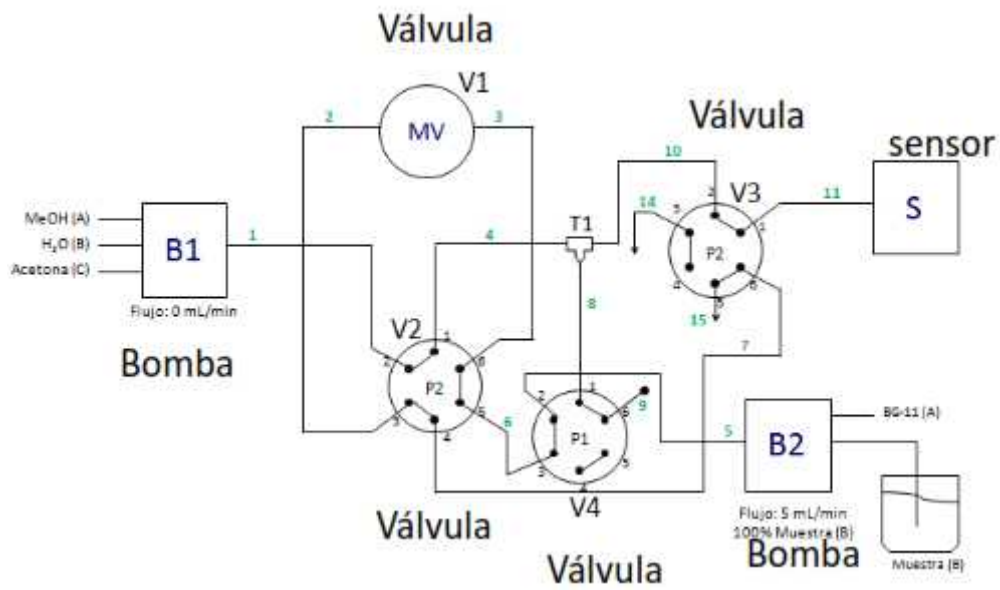 Válvula
V1
MV
2
3
Válvula
sensor
10
V3
2
14
3
1
11
S
P2
4
5
6
15
MeOH (A)
H₂O (B)
Acetona (C)
B1
1
Flujo: 0 mL/min
Bomba
4
T1
8
7
V2
1
2
6
P2
3
5
4
6
9
2
1
6
P1
3
5
4
V4
5
B2
BG-11 (A)
Flujo: 5 mL/min
100% Muestra (B)
Bomba
Muestra (B)
Válvula
Válvula